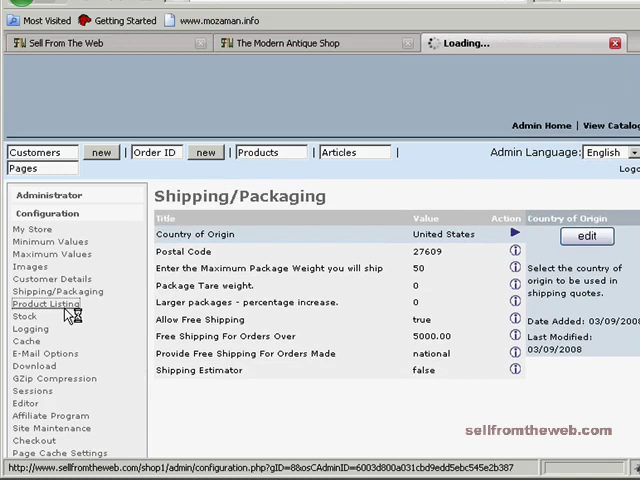 Most Visited Getting Started www.mozaman.info
Sell From The Web The Modern Antique Shop Loading...
Admin Home | View Catalo
Customers new | Order ID new | Products | Articles | Admin Language: English
Pages Logo
Administrator
Configuration
My Store
Minimum Values
Maximum Values
Images
Customer Details
Shipping/Packaging
Product Listing
Stock
Logging
Cache
E-Mail Options
Download
GZip Compression
Sessions
Editor
Affiliate Program
Site Maintenance
Checkout
Page Cache Settings
Shipping/Packaging
Title Value Action
Country of Origin United States
Postal Code 27609
Enter the Maximum Package Weight you will ship 50
Package Tare weight. 0
Larger packages - percentage increase. 0
Allow Free Shipping true
Free Shipping For Orders Over 5000.00
Provide Free Shipping For Orders Made national
Shipping Estimator false
Country of Origin
edit
Select the country
of origin to be used in
shipping quotes.
Date Added: 03/09/2008
Last Modified:
03/09/2008
sellfromtheweb.com
http://www.sellfromtheweb.com/shop1/admin/configuration.php?gID=8&osCAdminID=6003d800a031cbd9edd5ebc545e2b387